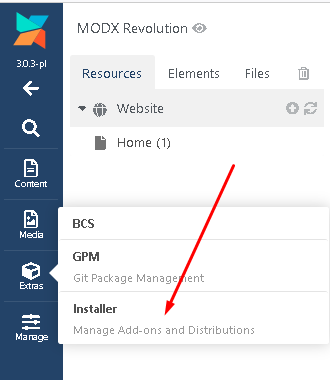 MODX Revolution
3.0.3-pl
Resources
Elements
Files
Website
Home (1)
Content
Media
Extras
Manage
BCS
GPM
Git Package Management
Installer
Manage Add-ons and Distributions